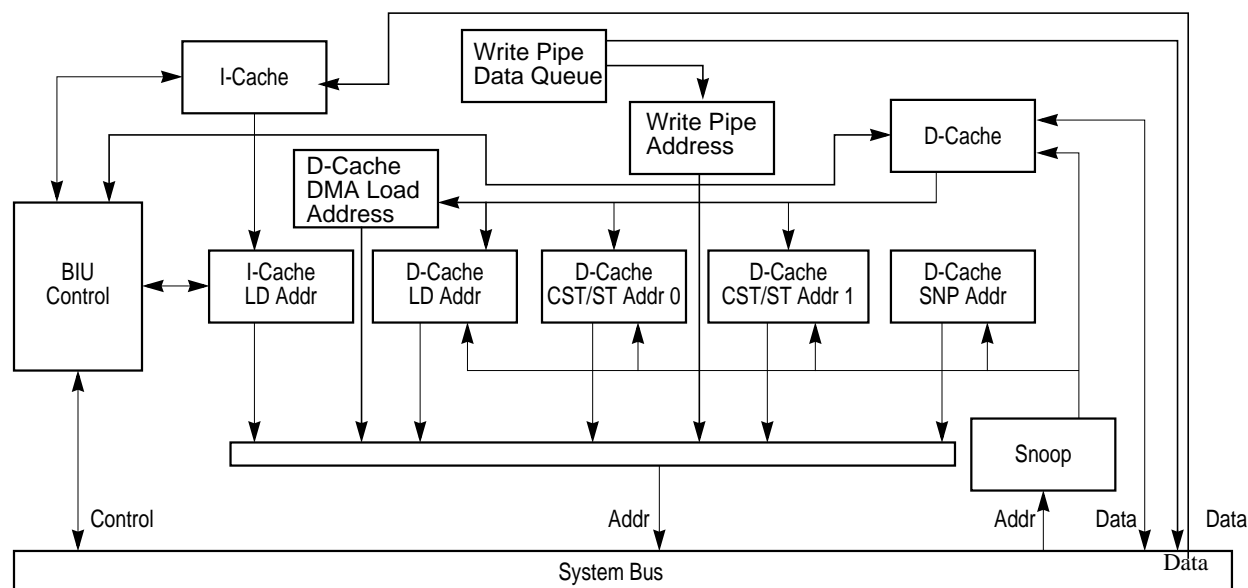 Write Pipe
Data Queue
I-Cache
Write Pipe
Address
D-Cache
D-Cache
DMA Load
Address
BIU
Control
I-Cache
LD Addr
D-Cache
LD Addr
D-Cache
CST/ST Addr 0
D-Cache
CST/ST Addr 1
D-Cache
SNP Addr
Snoop
Control
Addr
Addr
Data
Data
Data
System Bus